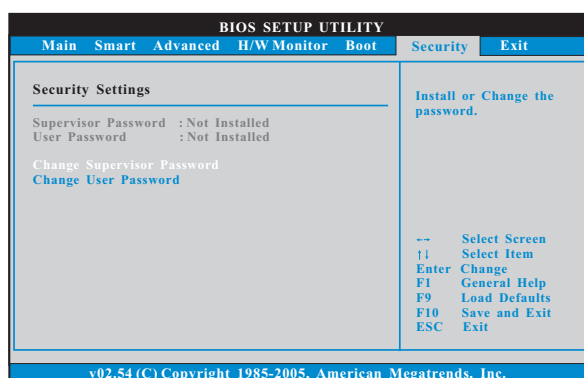 BIOS SETUP UTILITY
Main Smart Advanced H/W Monitor Boot Security Exit
Security Settings
Supervisor Password : Not Installed
User Password : Not Installed
Change Supervisor Password
Change User Password
Install or Change the
password.
←→ Select Screen
↑↓ Select Item
Enter Change
F1 General Help
F9 Load Defaults
F10 Save and Exit
ESC Exit
v02.54 (C) Copyright 1985-2005, American Megatrends, Inc.